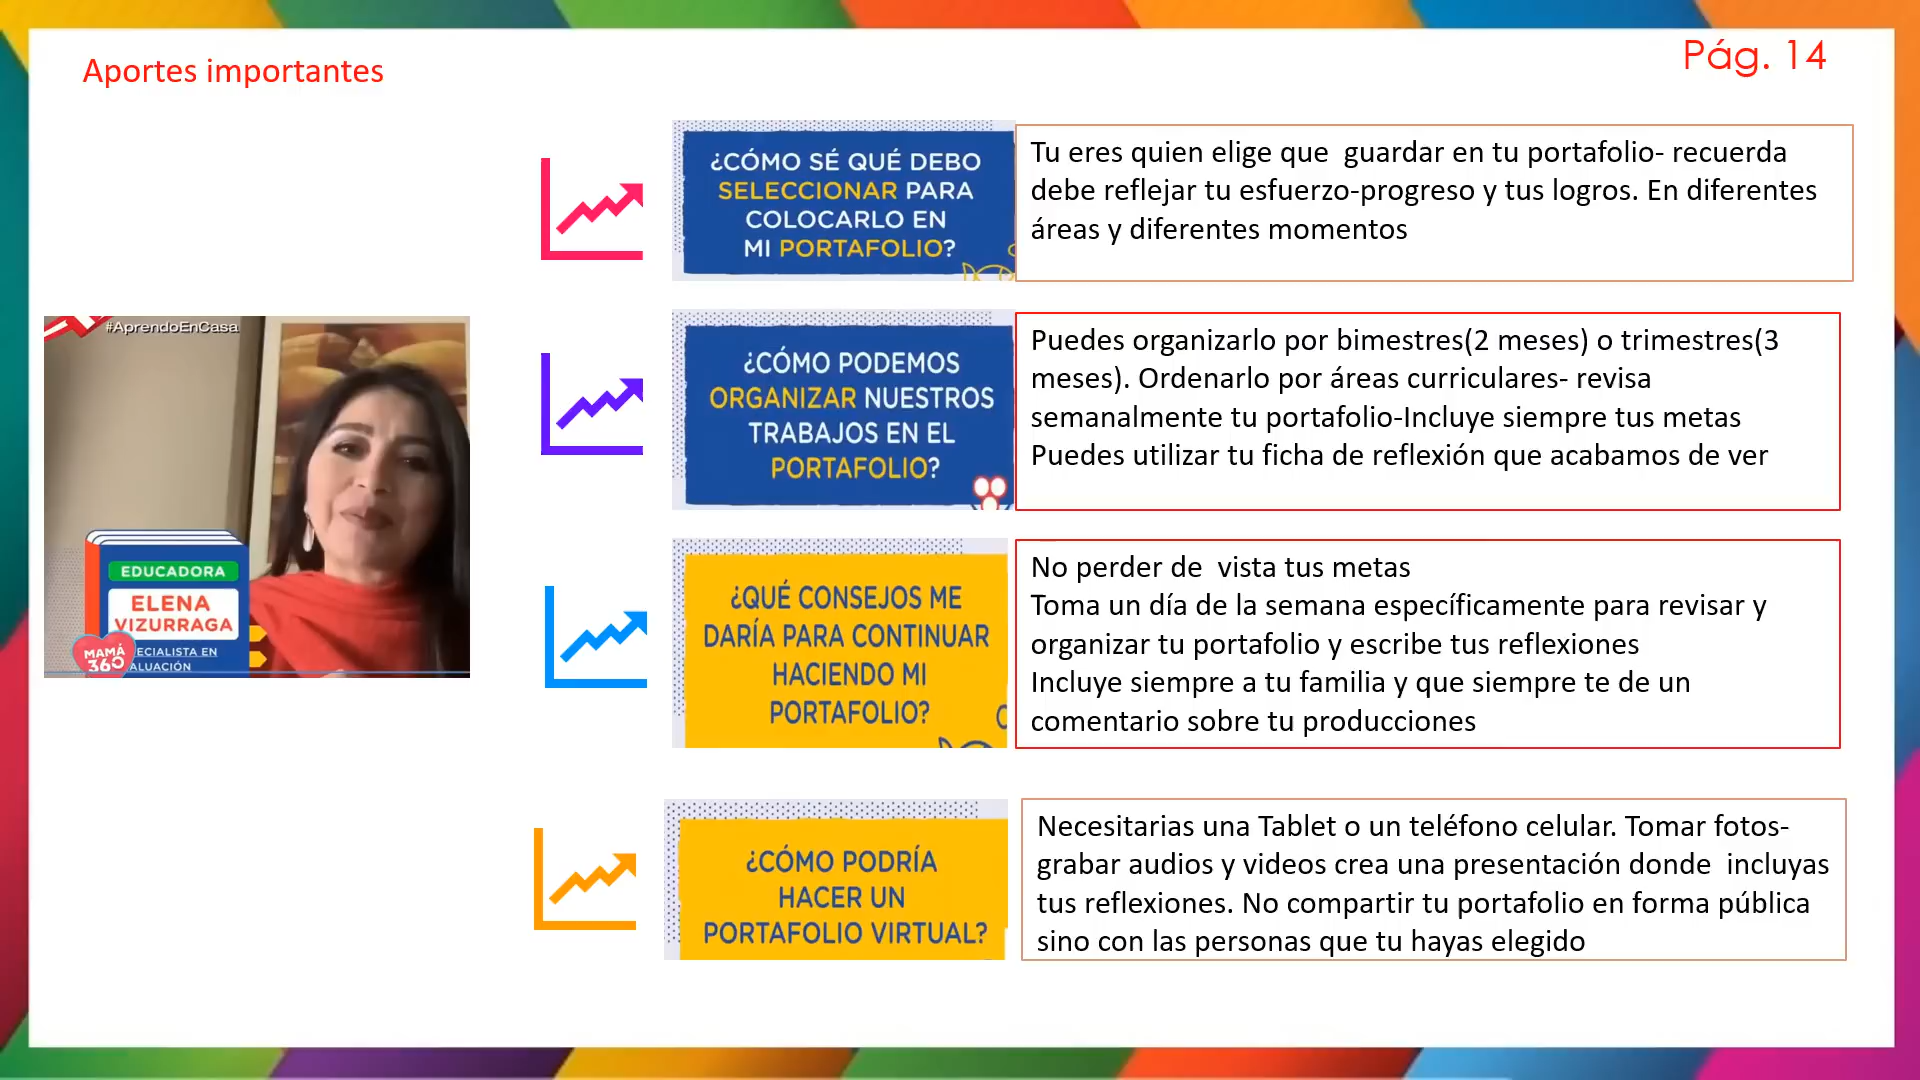 Aportes importantes
Pág. 14
¿CÓMO SÉ QUÉ DEBO
SELECCIONAR PARA
COLOCARLO EN
MI PORTAFOLIO?
Tu eres quien elige que  guardar en tu portafolio- recuerda
debe reflejar tu esfuerzo-progreso y tus logros. En diferentes
áreas y diferentes momentos
#AprendoEnCasa
EDUCADORA
ELENA
VIZURRAGA
ECIALISTA EN
ALUACIÓN
MAMÁ
360
¿CÓMO PODEMOS
ORGANIZAR NUESTROS
TRABAJOS EN EL
PORTAFOLIO?
Puedes organizarlo por bimestres(2 meses) o trimestres(3
meses). Ordenarlo por áreas curriculares- revisa
semanalmente tu portafolio-Incluye siempre tus metas
Puedes utilizar tu ficha de reflexión que acabamos de ver
¿QUÉ CONSEJOS ME
DARÍA PARA CONTINUAR
HACIENDO MI
PORTAFOLIO?
No perder de  vista tus metas
Toma un día de la semana específicamente para revisar y
organizar tu portafolio y escribe tus reflexiones
Incluye siempre a tu familia y que siempre te de un
comentario sobre tu producciones
¿CÓMO PODRÍA
HACER UN
PORTAFOLIO VIRTUAL?
Necesitarias una Tablet o un teléfono celular. Tomar fotos-
grabar audios y videos crea una presentación donde  incluyas
tus reflexiones. No compartir tu portafolio en forma pública
sino con las personas que tu hayas elegido